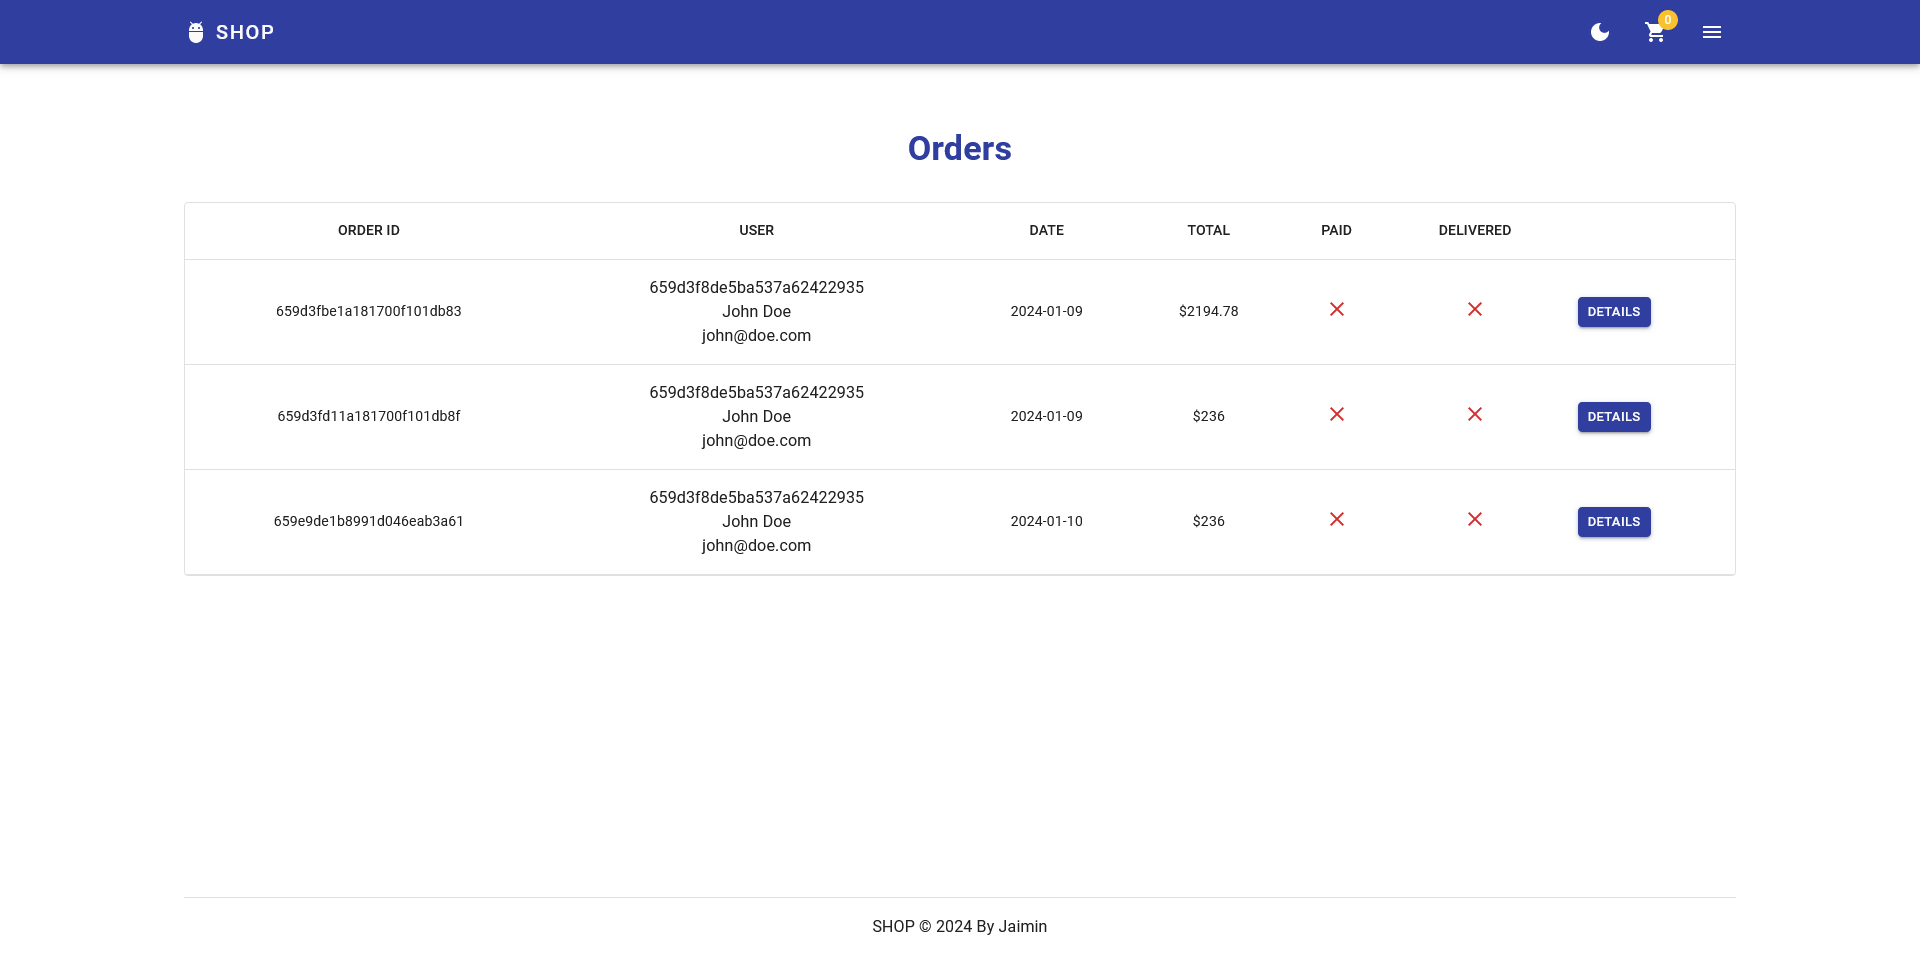 SHOP
0
Orders
ORDER ID USER DATE TOTAL PAID DELIVERED
659d3fbe1a181700f101db83
659d3f8de5ba537a62422935
John Doe
john@doe.com
2024-01-09
$2194.78
DETAILS
659d3fd11a181700f101db8f
659d3f8de5ba537a62422935
John Doe
john@doe.com
2024-01-09
$236
DETAILS
659e9de1b8991d046eab3a61
659d3f8de5ba537a62422935
John Doe
john@doe.com
2024-01-10
$236
DETAILS
SHOP © 2024 By Jaimin